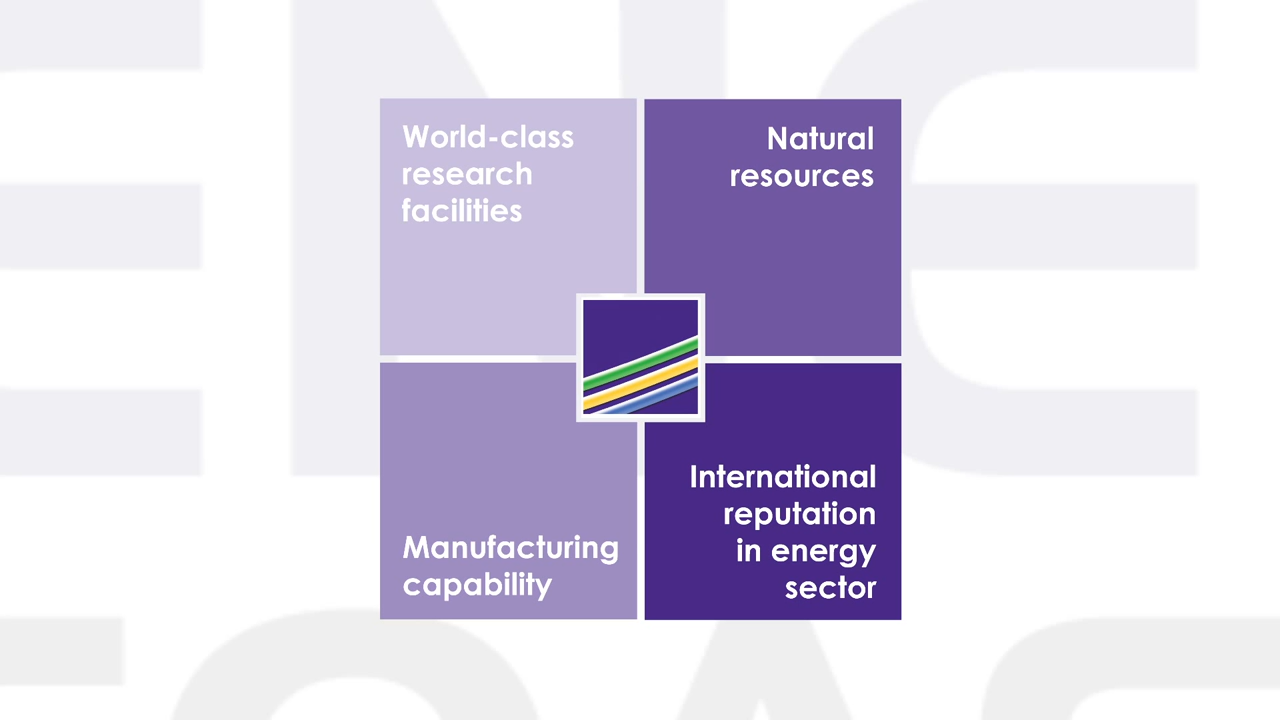 World-class
research
facilities
Natural
resources
Manufacturing
capability
International
reputation
in energy
sector